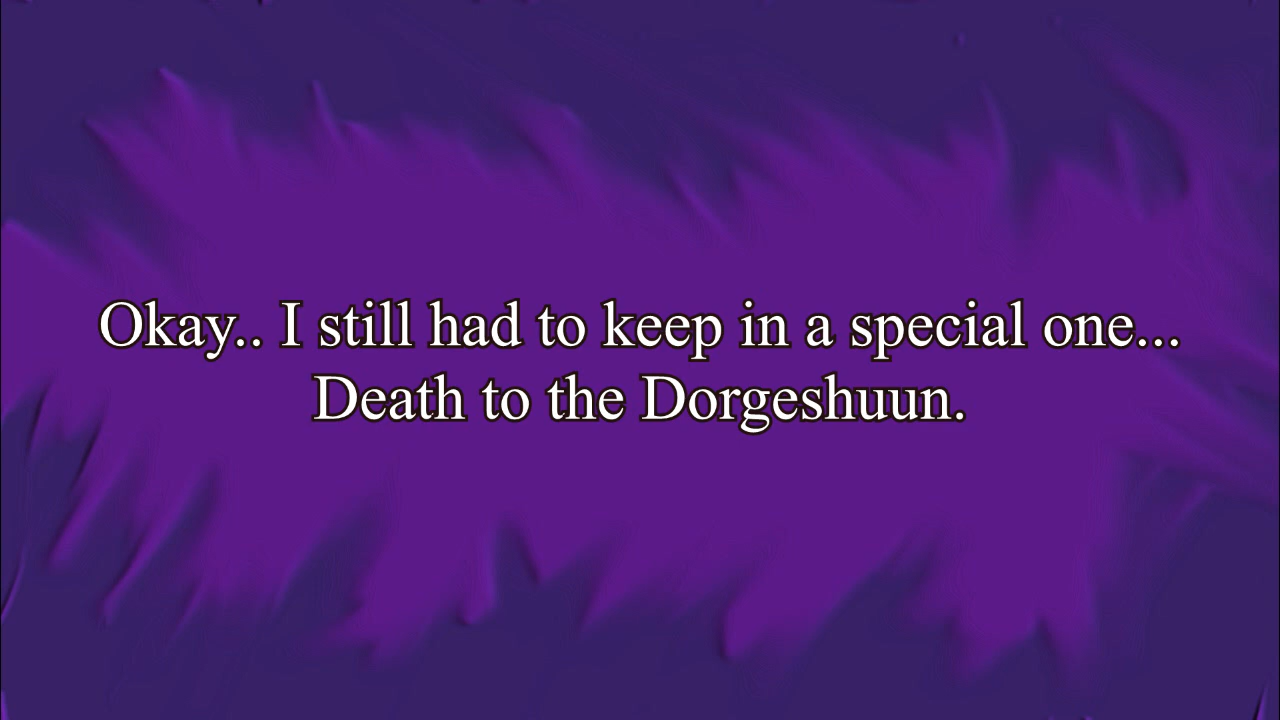 Okay.. I still had to keep in a special one...
Death to the Dorgeshuun.